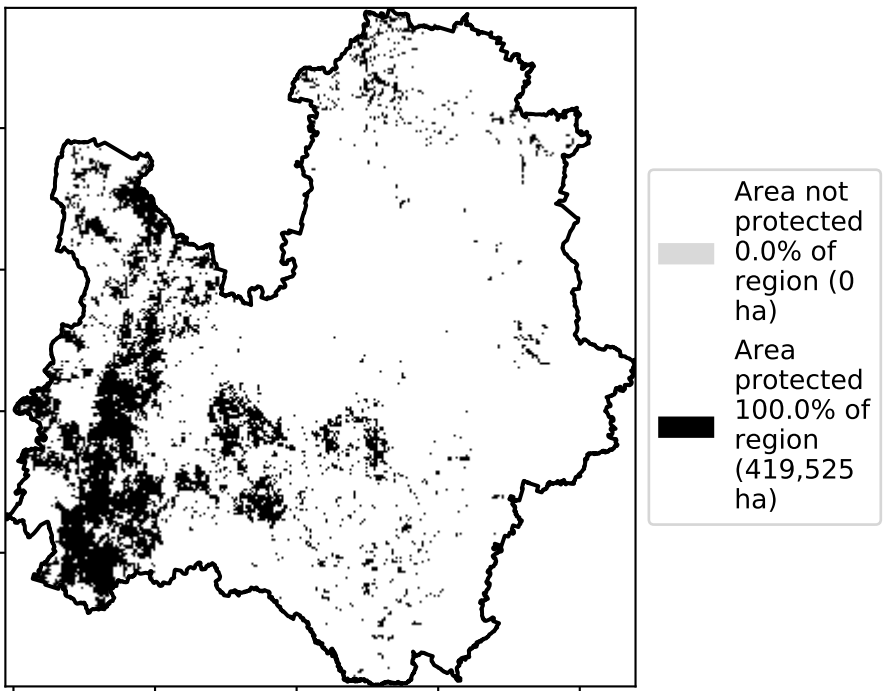 Area not
protected
0.0% of
region (0
ha)
Area
protected
100.0% of
region
(419,525
ha)